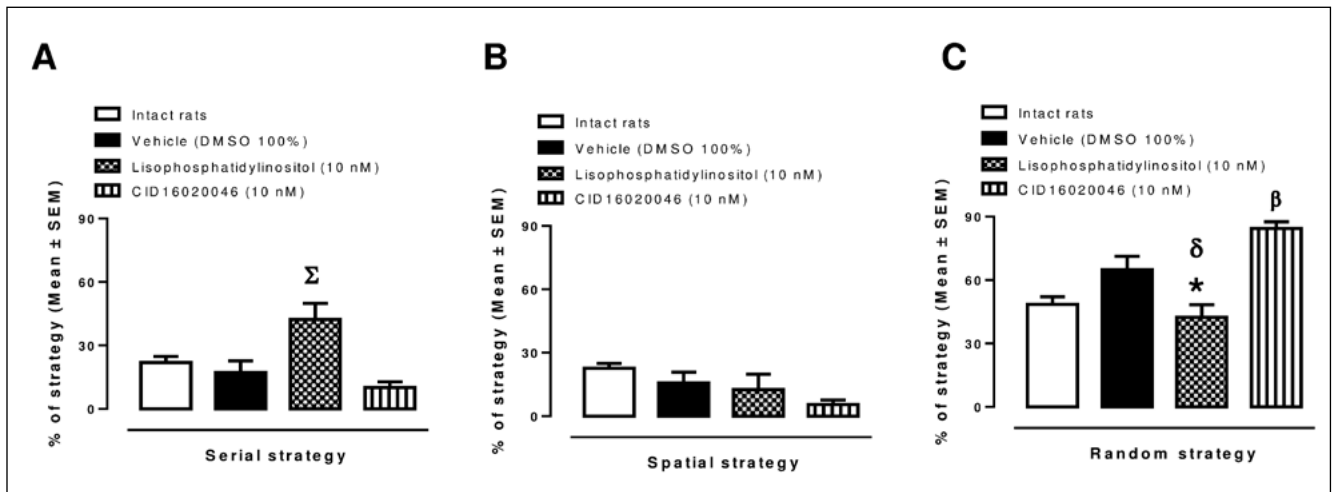 A
Intact rats
Vehicle (DMSO 100%)
Lisophosphatidylinositol (10 nM)
CID16020046 (10 nM)
% of strategy (Mean ± SEM)
90
60
30
0
Σ
Serial strategy
B
Intact rats
Vehicle (DMSO 100%)
Lisophosphatidylinositol (10 nM)
CID16020046 (10 nM)
% of strategy (Mean ± SEM)
90
60
30
0
Spatial strategy
C
Intact rats
Vehicle (DMSO 100%)
Lisophosphatidylinositol (10 nM)
CID16020046 (10 nM)
% of strategy (Mean ± SEM)
90
60
30
0
δ
*
β
Random strategy